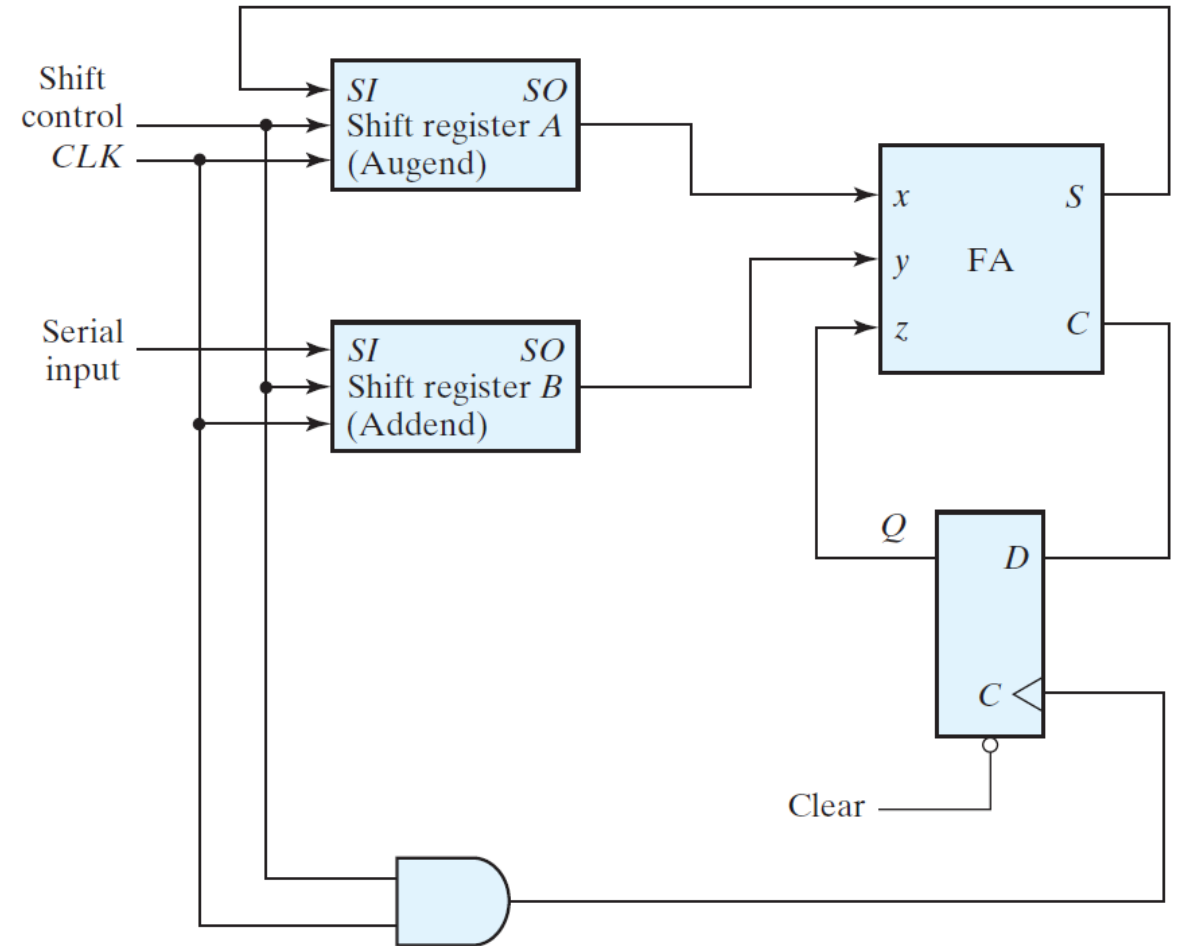 Shift
control
CLK
SI SO
Shift register A
(Augend)
x S
y FA
z C
Serial
input
SI SO
Shift register B
(Addend)
Q
D
C
Clear